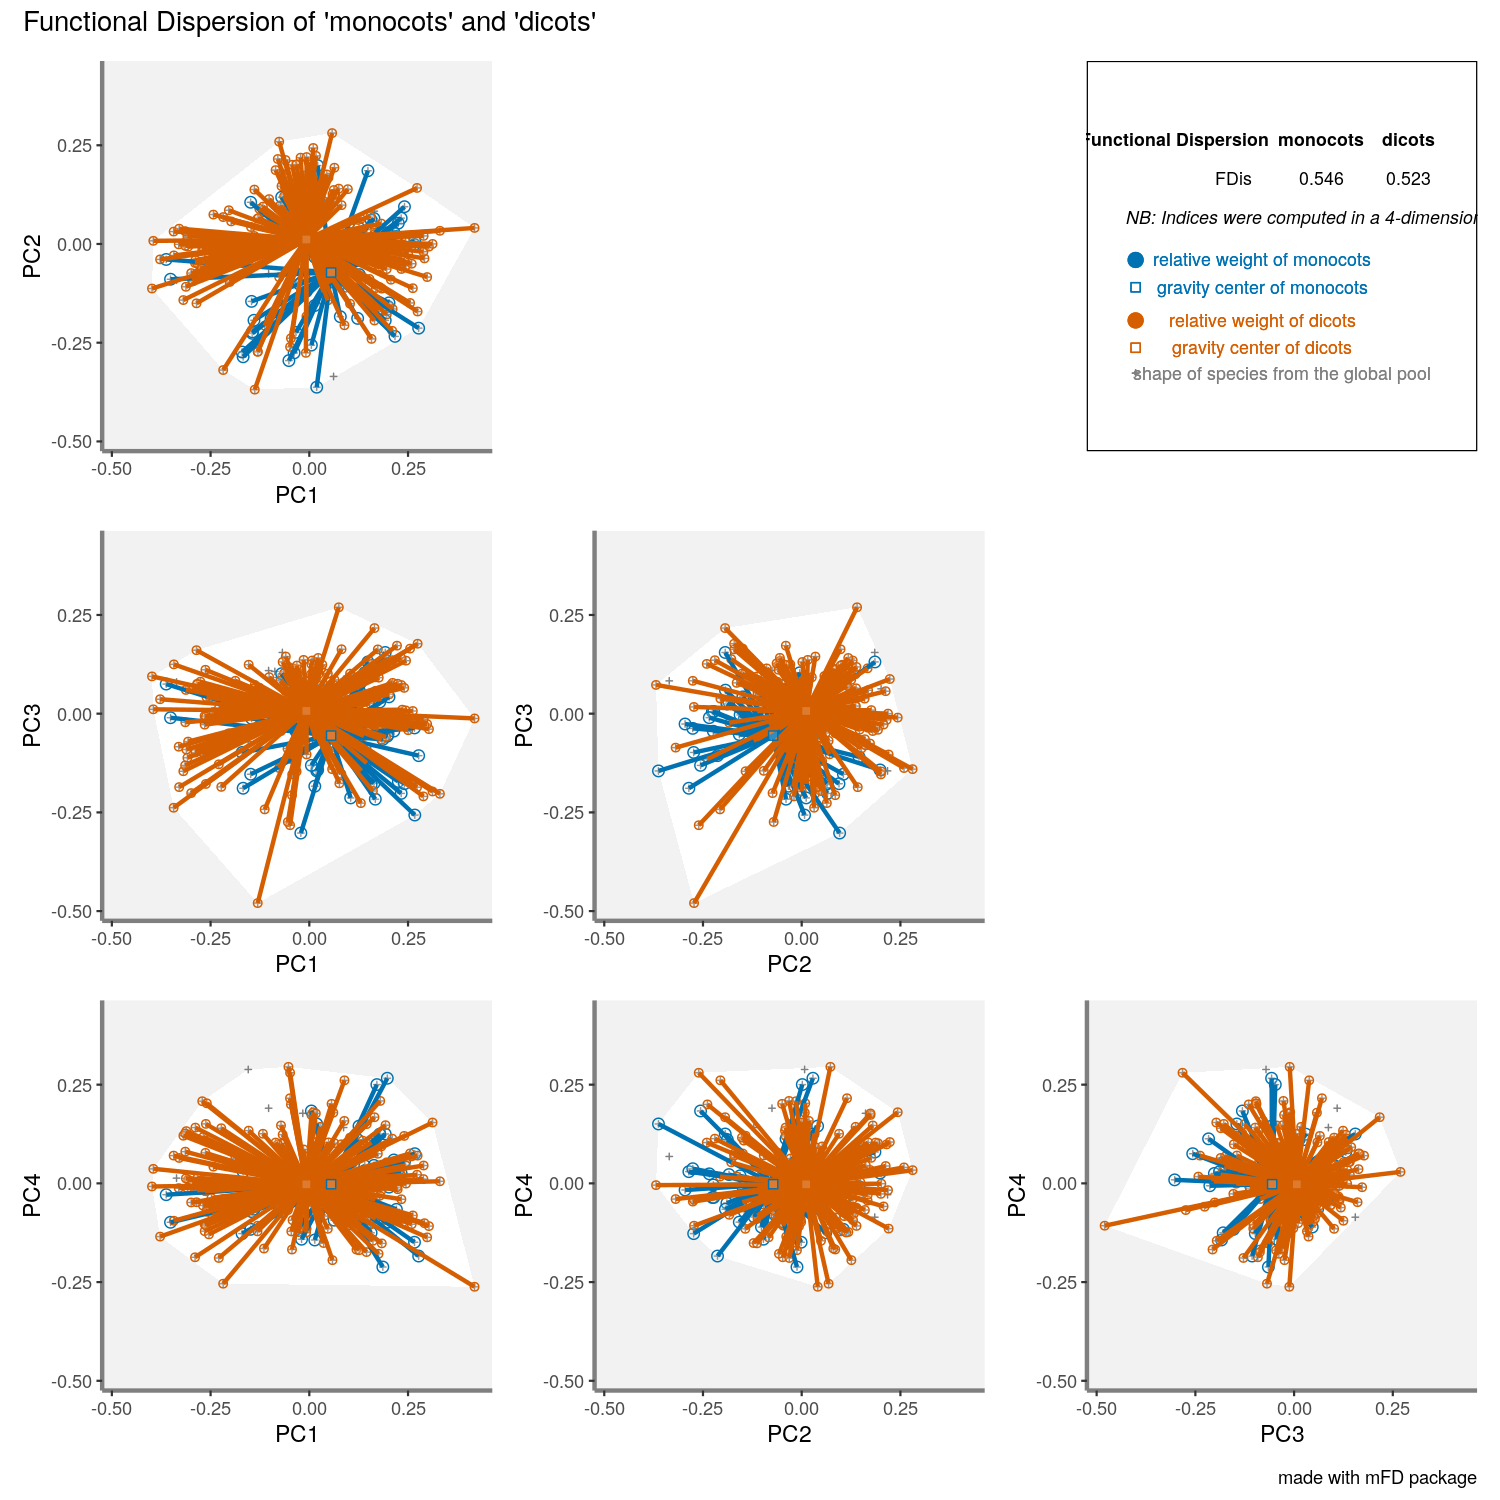 Functional Dispersion of 'monocots' and 'dicots'
0.25
0.00
-0.25
-0.50
PC2
-0.50 -0.25 0.00 0.25
PC1
Functional Dispersion monocots dicots
FDis 0.546 0.523
NB: Indices were computed in a 4-dimension
relative weight of monocots
gravity center of monocots
relative weight of dicots
gravity center of dicots
shape of species from the global pool
0.25
0.00
-0.25
-0.50
PC3
-0.50 -0.25 0.00 0.25
PC1
0.25
0.00
-0.25
-0.50
PC3
-0.50 -0.25 0.00 0.25
PC2
0.25
0.00
-0.25
-0.50
PC4
-0.50 -0.25 0.00 0.25
PC1
0.25
0.00
-0.25
-0.50
PC4
-0.50 -0.25 0.00 0.25
PC2
0.25
0.00
-0.25
-0.50
PC4
-0.50 -0.25 0.00 0.25
PC3
made with mFD package